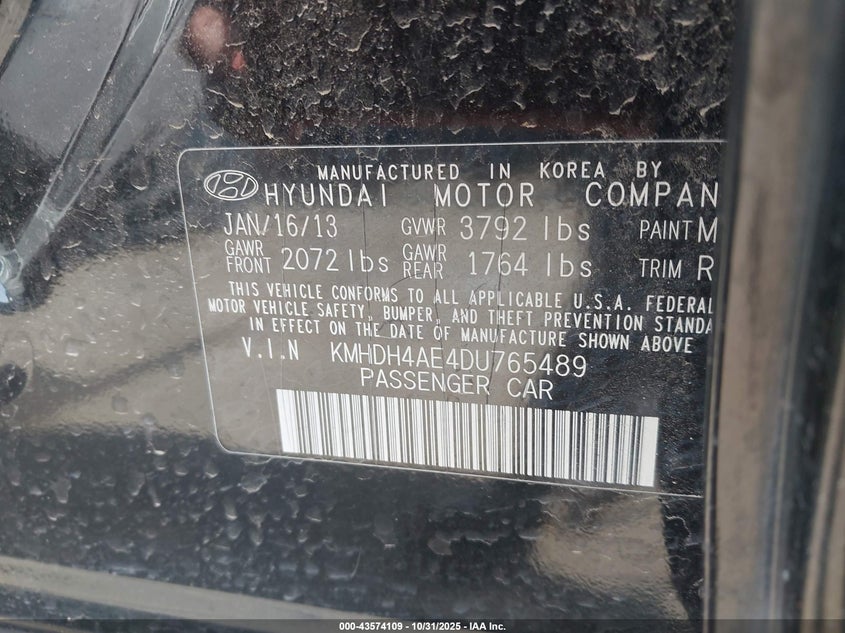 MANUFACTURED IN KOREA BY
HYUNDAI MOTOR COMPAN
JAN/16/13 GVWR 3792 lbs PAINT M
GAWR FRONT 2072 lbs GAWR REAR 1764 lbs TRIM R
THIS VEHICLE CONFORMS TO ALL APPLICABLE U.S.A. FEDERAL
MOTOR VEHICLE SAFETY, BUMPER, AND THEFT PREVENTION STANDA
IN EFFECT ON THE DATE OF MANUFACTURE SHOWN ABOVE
V.I.N KMHDH4AE4DU765489
PASSENGER CAR
000-43574109 - 10/31/2025 - IAA Inc.